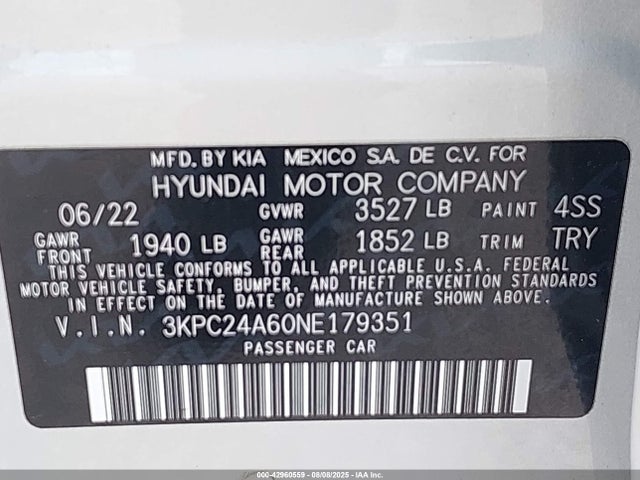 MFD. BY KIA MEXICO S.A. DE C.V. FOR
HYUNDAI MOTOR COMPANY
06/22 GVWR 3527 LB PAINT 4SS
GAWR FRONT 1940 LB GAWR REAR 1852 LB TRIM TRY
THIS VEHICLE CONFORMS TO ALL APPLICABLE U.S.A. FEDERAL
MOTOR VEHICLE SAFETY, BUMPER, AND THEFT PREVENTION STANDARDS
IN EFFECT ON THE DATE OF MANUFACTURE SHOWN ABOVE
V.I.N. 3KPC24A60NE179351
PASSENGER CAR
000-42960559 - 08/08/2025 - IAA, Inc.